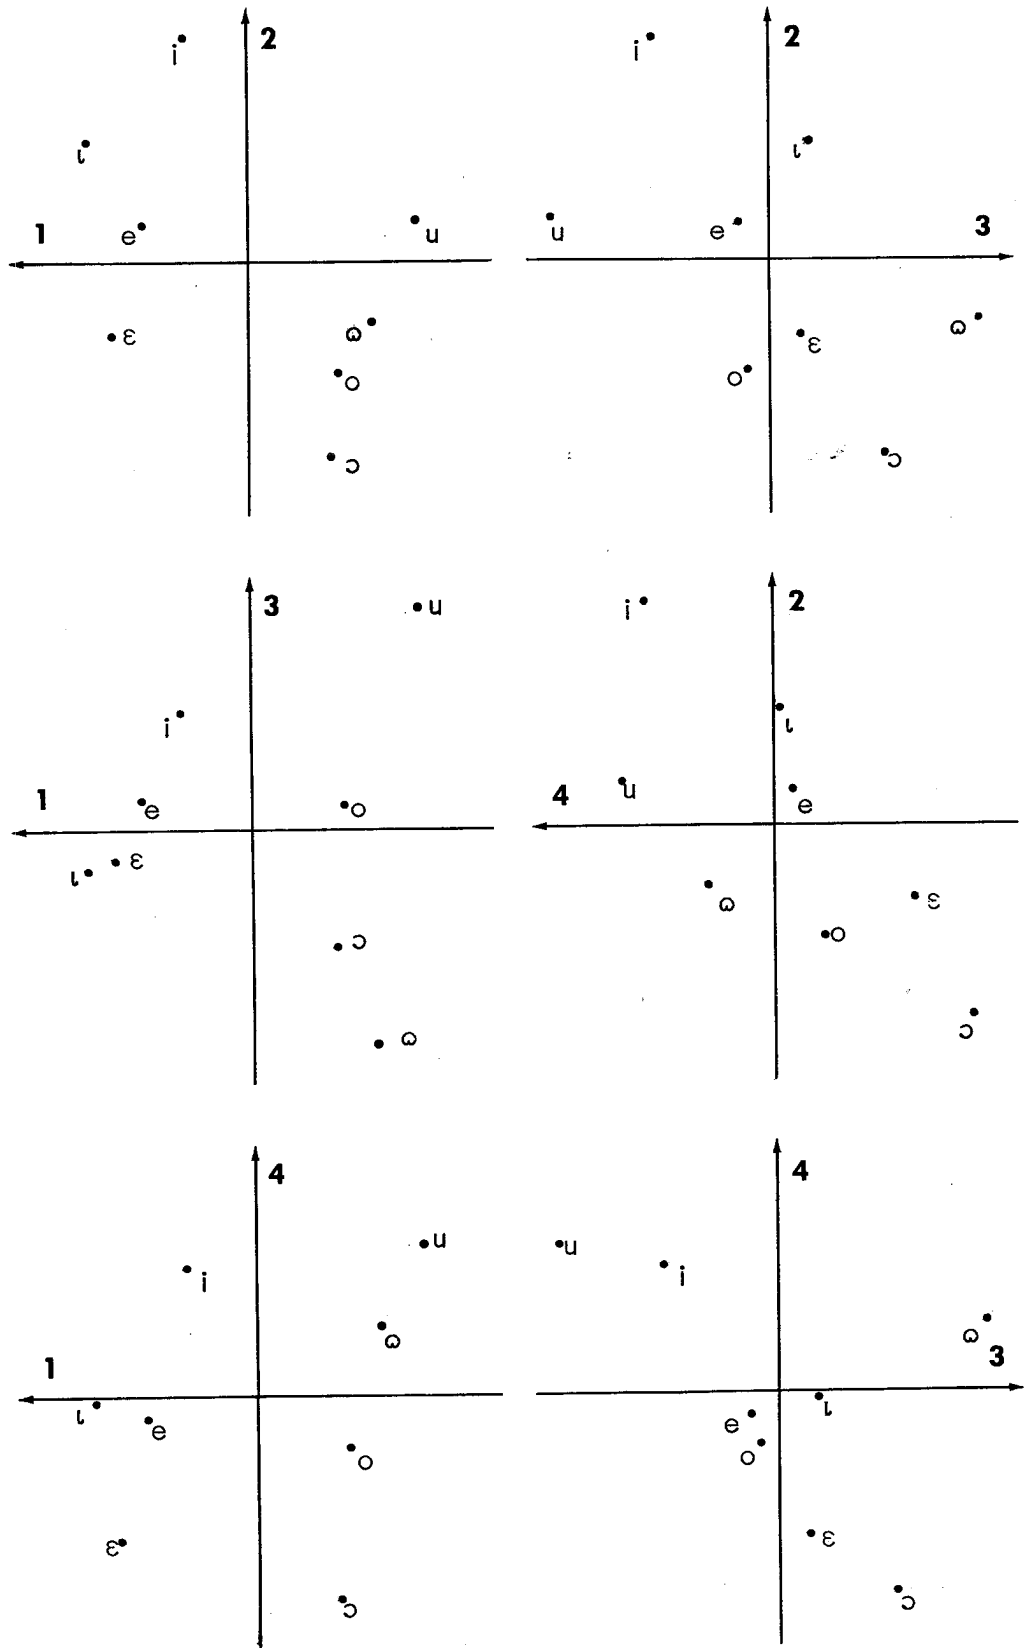 i 2
ɩ
1 e u
ɛ ɷ
o
ɔ
i 2
ɩ
u e 3
ɛ ɷ
o
ɔ
3 u
i
1 e o
ɩ ɛ
ɔ
ɷ
i 2
ɩ
4 u e
ɷ ɛ
o
ɔ
4
u
i
ɷ
1
ɩ e
o
ɛ
ɔ
4
u
i
ɷ
3
ɩ
e
o
ɛ
ɔ